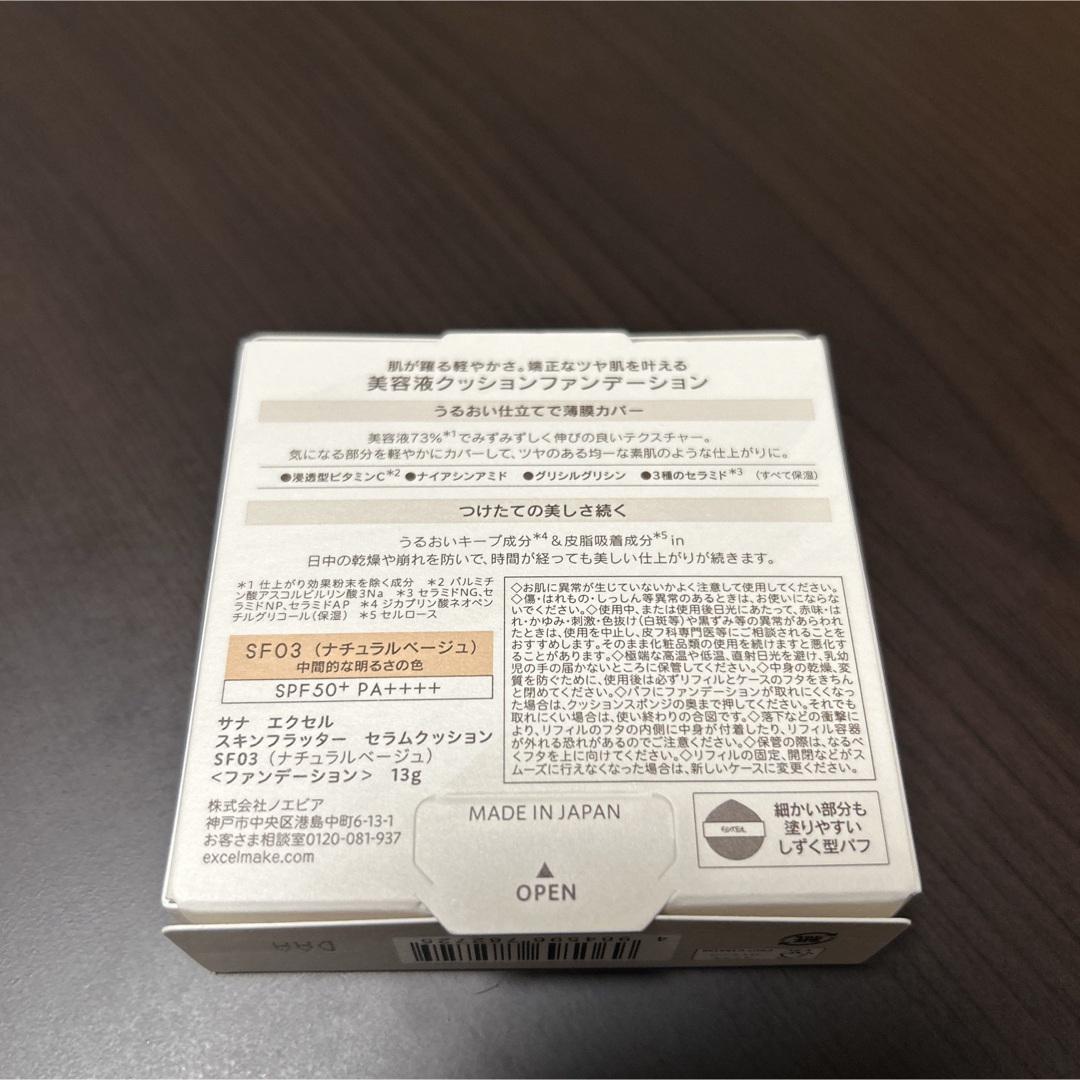 肌が躍る軽やかさ。端正なツヤ肌を叶える
美容液クッションファンデーション
うるおい仕立てで薄膜カバー
美容液73%*1でみずみずしく伸びの良いテクスチャー。
気になる部分を軽やかにカバーして、ツヤのある均一な素肌のような仕上がりに。
●浸透型ビタミンC*2 ●ナイアシンアミド ●グリシルグリシン ●3種のセラミド*3 (すべて保湿)
つけたての美しさ続く
うるおいキープ成分*4&皮脂吸着成分*5 in
日中の乾燥や崩れを防いで、時間が経っても美しい仕上がりが続きます。
*1 仕上がり効果粉末を除く成分 *2 パルミチ
ン酸アスコルビルリン酸3Na *3 セラミドNG、セ
ラミドNP、セラミドAP *4 ジカプリン酸ネオペン
チルグリコール(保湿) *5 セルロース
SF03(ナチュラルベージュ)
中間的な明るさの色
SPF50+ PA++++
サナ エクセル
スキンフラッター セラムクッション
SF03(ナチュラルベージュ)
<ファンデーション> 13g
株式会社ノエビア
神戸市中央区港島中町6-13-1
お客さま相談室0120-081-937
excelmake.com
◇お肌に異常が生じていないかよく注意して使用してください。
◇傷・はれもの・しっしん等異常のあるときは、お使いにならな
いでください。◇使用中、または使用後日光にあたって、赤味・は
れ・かゆみ・刺激・色抜け(白斑等)や黒ずみ等の異常があらわれ
たときは、使用を中止し、皮フ科専門医等にご相談されることを
おすすめします。そのまま化粧品類の使用を続けますと悪化す
ることがあります。◇極端な高温や低温、直射日光を避け、乳幼
児の手の届かないところに保管してください。◇中身の乾燥、変
質を防ぐために、使用後は必ずリフィルとケースのフタをきちん
と閉めてください。◇パフにファンデーションが取れにくくなっ
た場合は、クッションスポンジの奥まで押してください。それでも
取れにくい場合は、使い終わりの合図です。◇落下などの衝撃に
より、リフィルのフタの内側に中身が付着したり、リフィル容器
が外れる恐れがあるのでご注意ください。◇保管の際は、なるべ
くフタを上に向けてください。◇リフィルの固定、開閉などがス
ムーズに行えなくなった場合は、新しいケースに変更ください。
MADE IN JAPAN
OPEN
EXCEL
細かい部分も
塗りやすい
しずく型パフ
DAA